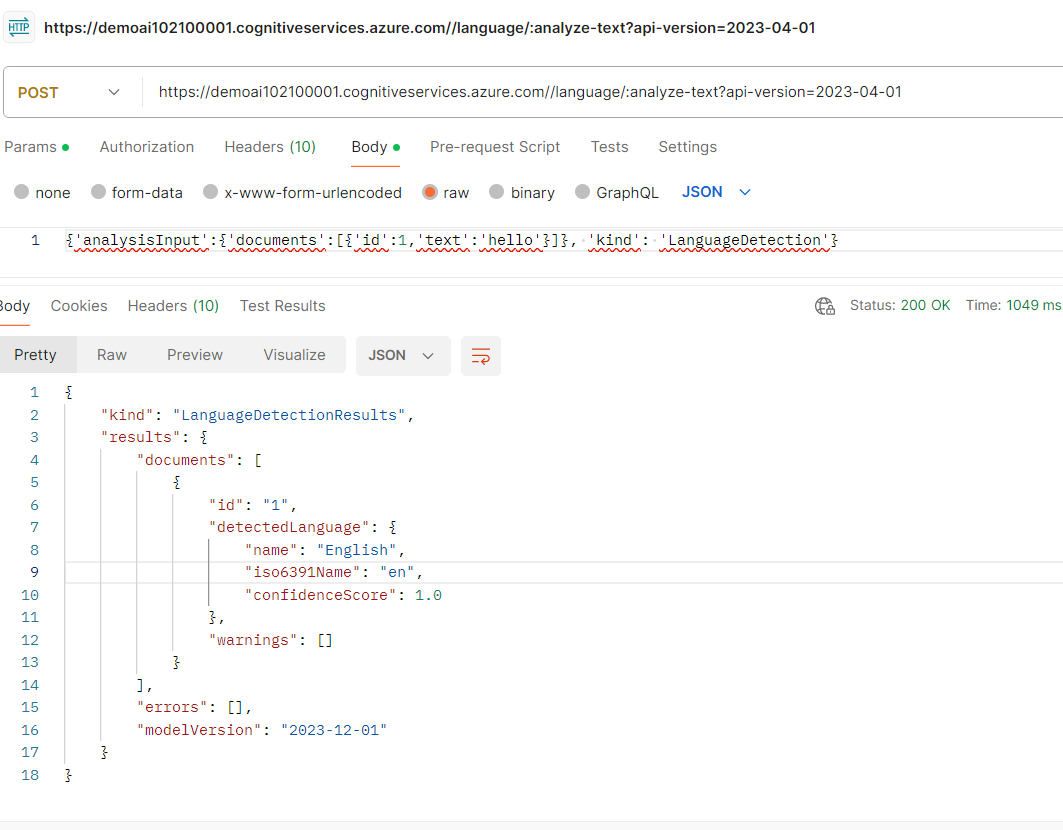 HTTP https://demoai102100001.cognitiveservices.azure.com//language/:analyze-text?api-version=2023-04-01
POST https://demoai102100001.cognitiveservices.azure.com//language/:analyze-text?api-version=2023-04-01
Params Authorization Headers (10) Body Pre-request Script Tests Settings
none form-data x-www-form-urlencoded raw binary GraphQL JSON
1 {'analysisInput':{'documents':[{'id':1,'text':'hello'}]}, 'kind': 'LanguageDetection'}
Body Cookies Headers (10) Test Results Status: 200 OK Time: 1049 ms
Pretty Raw Preview Visualize JSON
1 {
2 "kind": "LanguageDetectionResults",
3 "results": {
4 "documents": [
5 {
6 "id": "1",
7 "detectedLanguage": {
8 "name": "English",
9 "iso6391Name": "en",
10 "confidenceScore": 1.0
11 },
12 "warnings": []
13 }
14 ],
15 "errors": [],
16 "modelVersion": "2023-12-01"
17 }
18 }